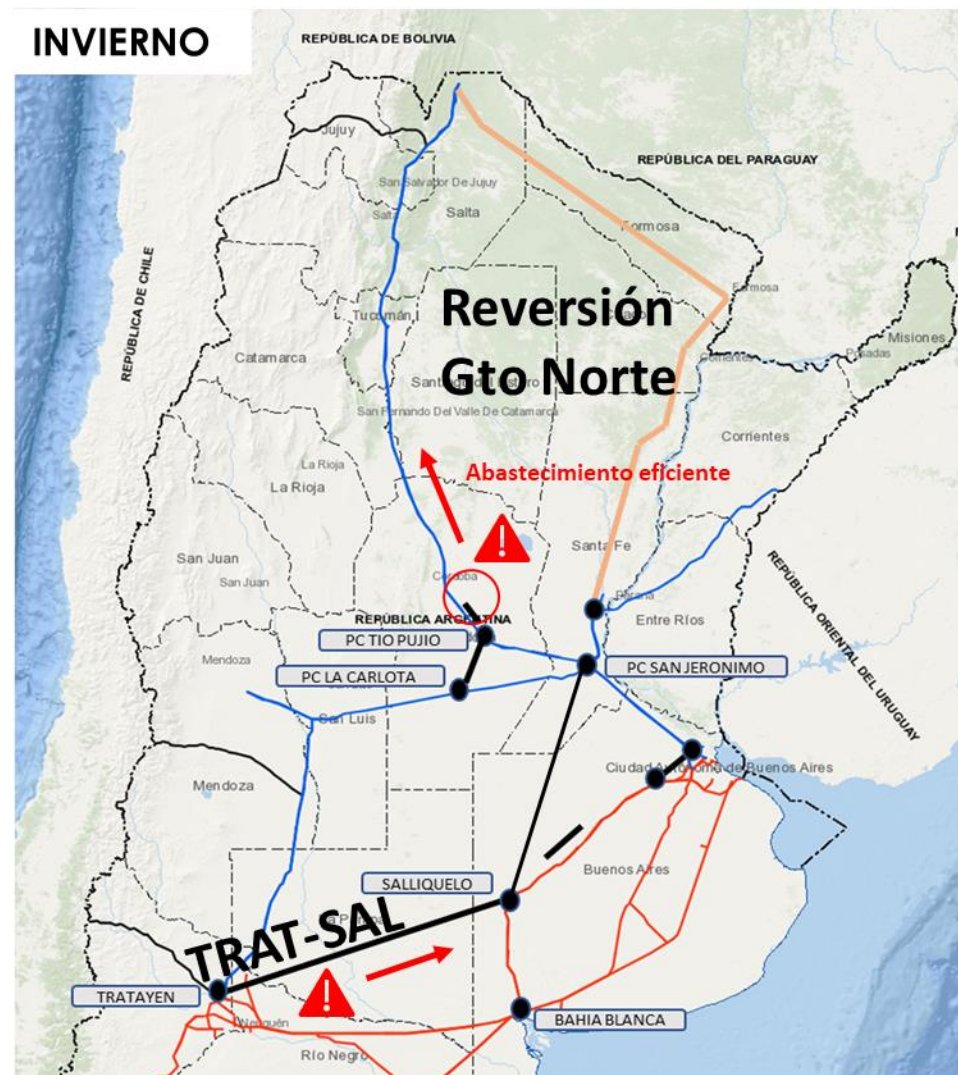 INVIERNO
REPÚBLICA DE BOLIVIA
Jujuy
REPÚBLICA DEL PARAGUAY
San Salvador De Jujuy
Salta
Salta
Formosa
REPÚBLICA DE CHILE
Formosa
Reversión
Gto Norte
Tucumán
Chaco
Misiones
Posadas
Corrientes
Catamarca
Santiago del Estero
San Fernando Del Valle De Catamarca
Corrientes
La Rioja
La Rioja
Abastecimiento eficiente
San Juan
San Juan
Santa Fe
Córdoba
Paraná
REPÚBLICA ARGENTINA
Entre Ríos
REPÚBLICA ORIENTAL DEL URUGUAY
PC TIO PUJIO
Mendoza
PC LA CARLOTA
PC SAN JERONIMO
San Luis
Mendoza
Ciudad Autónoma de Buenos Aires
Buenos Aires
SALLIQUELO
La Pampa
TRAT-SAL
TRATAYEN
Neuquén
BAHIA BLANCA
Río Negro